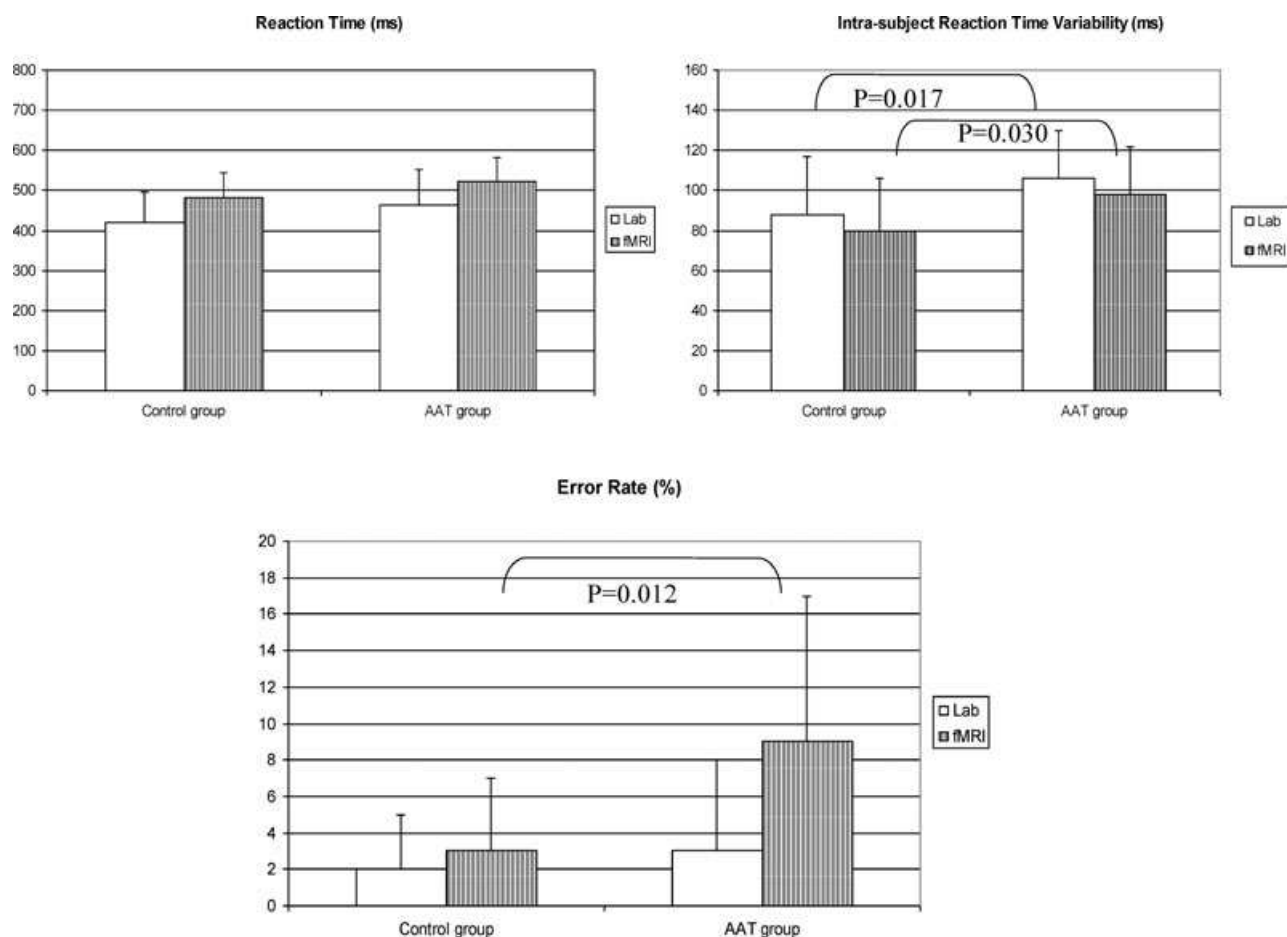 Reaction Time (ms)
800
700
600
500
400
300
200
100
0
Control group
AAT group
Lab
fMRI
Intra-subject Reaction Time Variability (ms)
160
140
120
100
80
60
40
20
0
P=0.017
P=0.030
Control group
AAT group
Lab
fMRI
Error Rate (%)
20
18
16
14
12
10
8
6
4
2
0
P=0.012
Control group
AAT group
Lab
fMRI